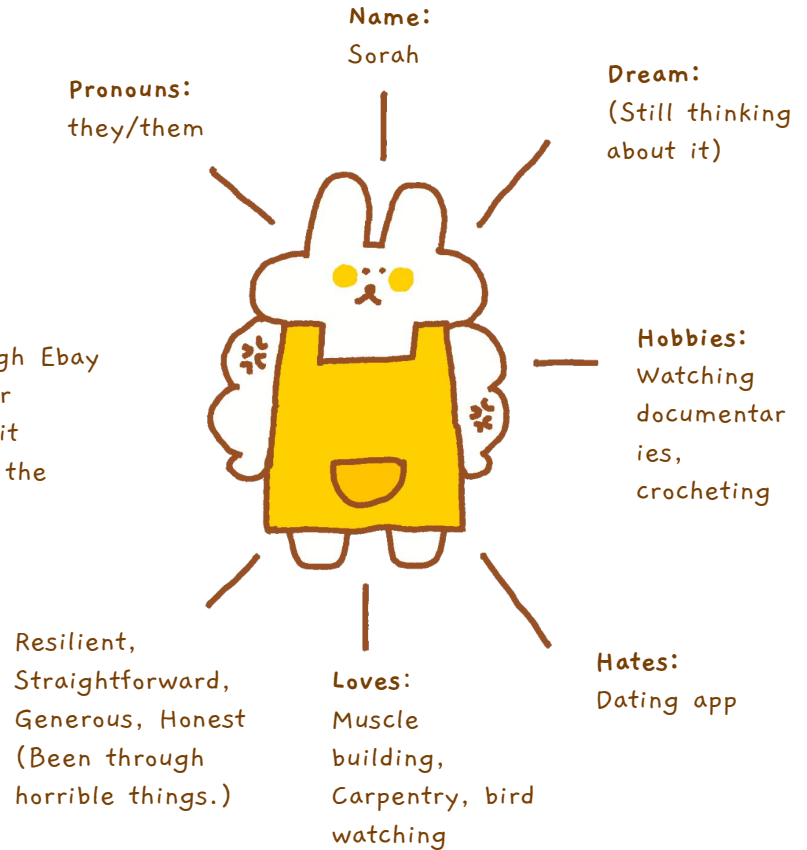 Name:
Sorah
Pronouns:
they/them
Dream:
(Still thinking
about it)
Ebay
it
the
Hobbies:
Watching
documentar
ies,
crocheting
Resilient,
Straightforward,
Generous, Honest
(Been through
horrible things.)
Loves:
Muscle
building,
Carpentry, bird
watching
Hates:
Dating app